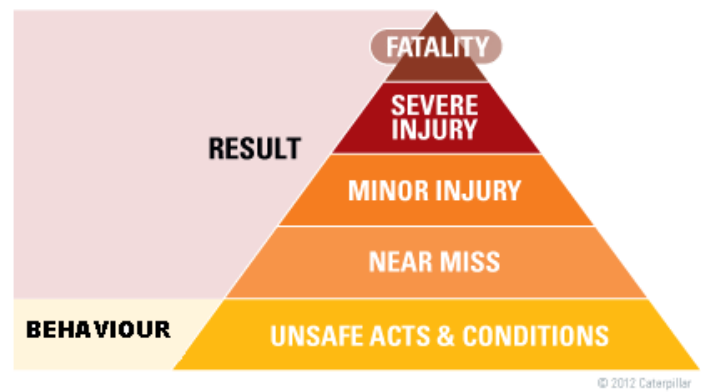 FATALITY
SEVERE
INJURY
RESULT
MINOR INJURY
NEAR MISS
BEHAVIOUR
UNSAFE ACTS & CONDITIONS
© 2012 Caterpillar